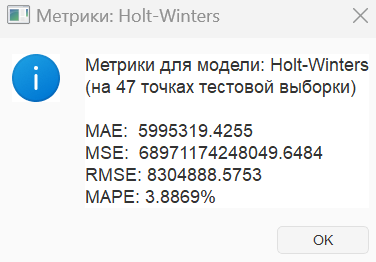 Метрики: Holt-Winters
Метрики для модели: Holt-Winters
(на 47 точках тестовой выборки)
MAE: 5995319.4255
MSE: 68971174248049.6484
RMSE: 8304888.5753
MAPE: 3.8869%
OK